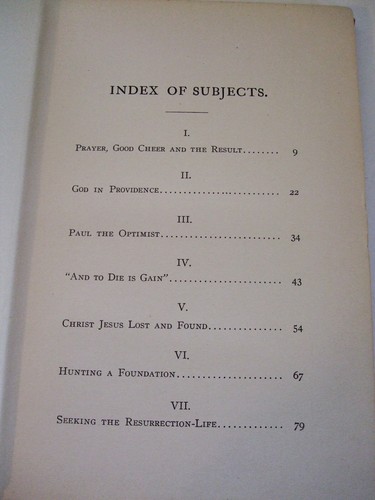 INDEX OF SUBJECTS.
I.
Prayer, Good Cheer and the Result........ 9
II.
God in Providence............................ 22
III.
Paul the Optimist......................... 34
IV.
"And to Die is Gain"....................... 43
V.
Christ Jesus Lost and Found.............. 54
VI.
Hunting a Foundation..................... 67
VII.
Seeking the Resurrection-Life............. 79